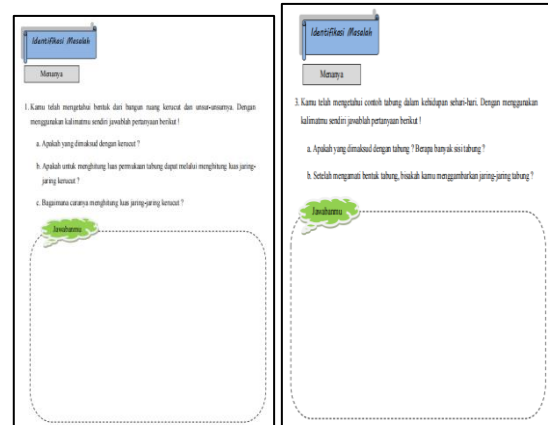 Identifikasi Masalah
Menanya
1. Kamu telah mengetahui bentuk dari bangun ruang kerucut dan unsur-unsurnya. Dengan
menggunakan kalimatmu sendiri jawablah pertanyaan berikut !
a. Apakah yang dimaksud dengan kerucut ?
b. Apakah untuk menghitung luas permukaan tabung dapat melalui menghitung luas jaring-
jaring kerucut ?
c. Bagaimana caranya menghitung luas jaring-jaring kerucut ?
Jawabanmu
Identifikasi Masalah
Menanya
3. Kamu telah mengetahui contoh tabung dalam kehidupan sehari-hari. Dengan menggunakan
kalimatmu sendiri jawablah pertanyaan berikut !
a. Apakah yang dimaksud dengan tabung ? Berapa banyak sisi tabung ?
b. Setelah mengamati bentuk tabung, bisakah kamu menggambarkan jaring-jaring tabung ?
Jawabanmu